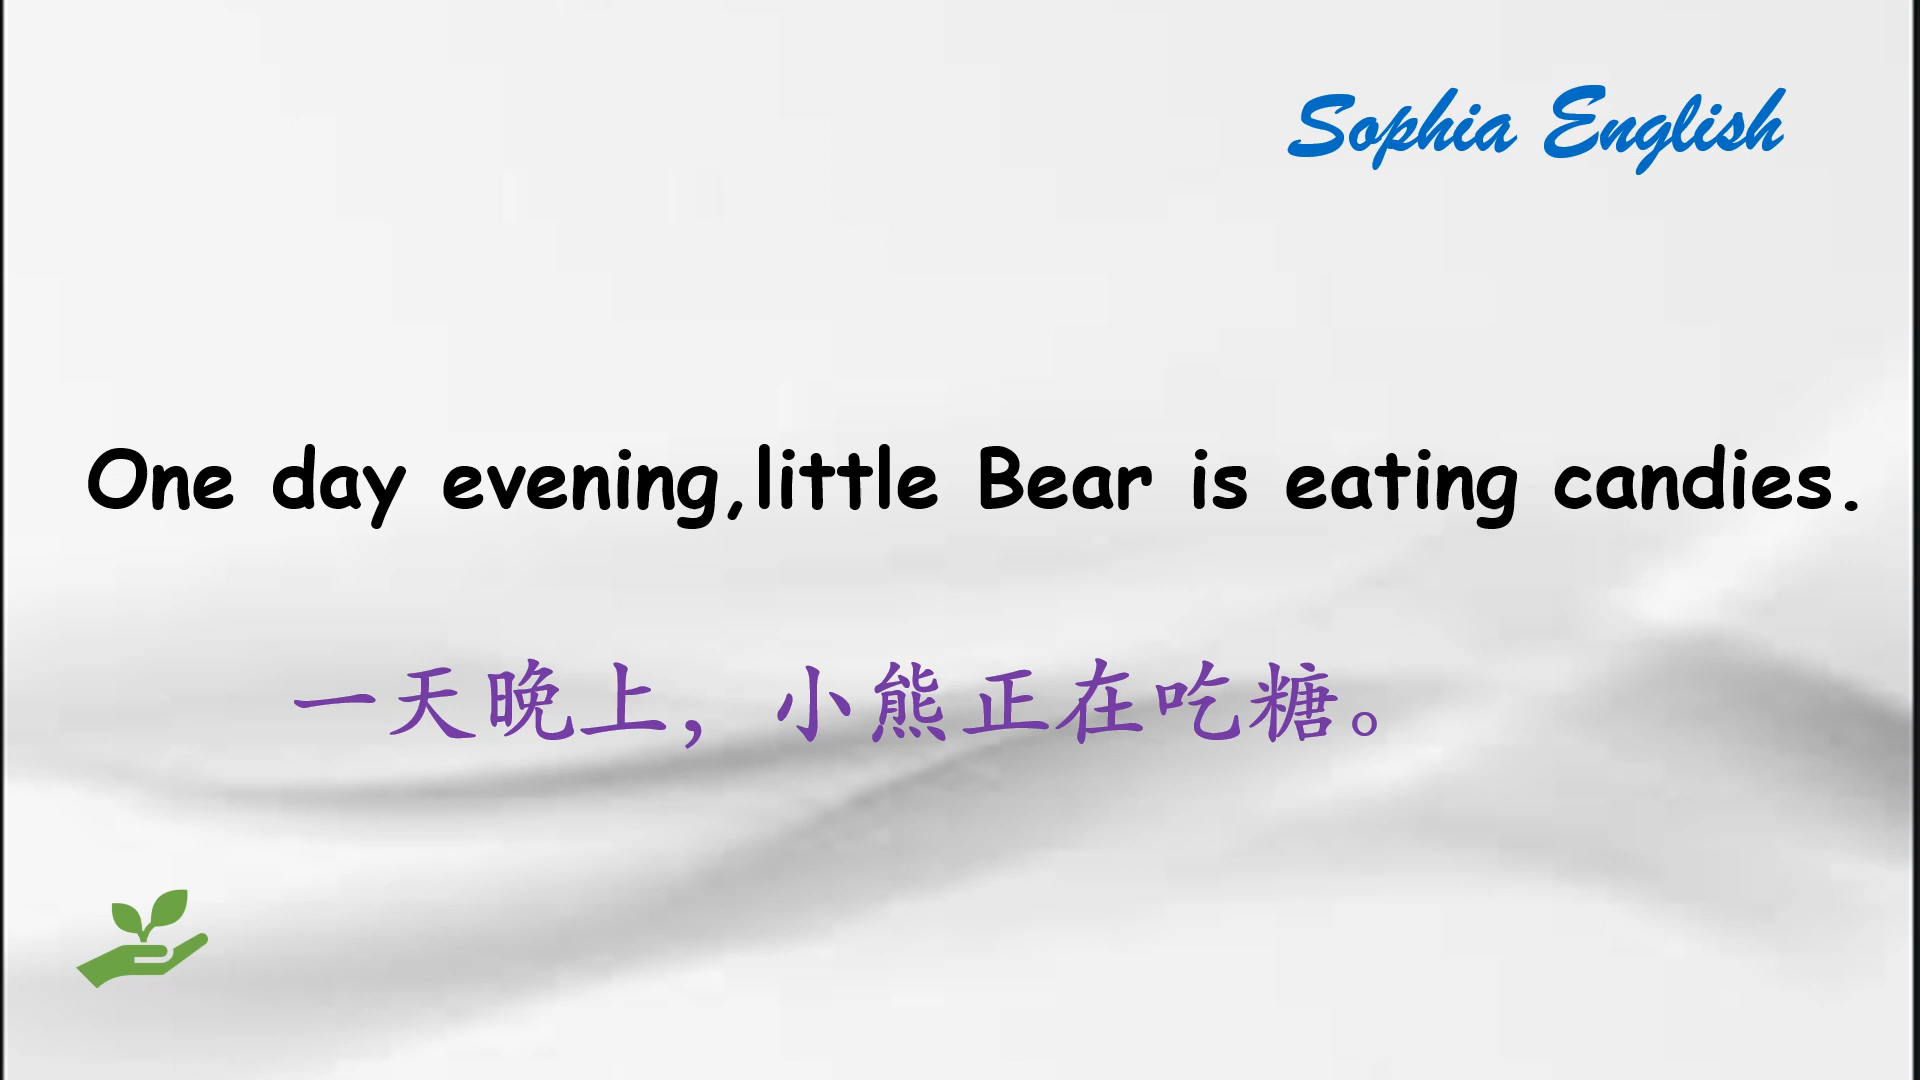 Sophia English
One day evening,little Bear is eating candies.
一天晚上，小熊正在吃糖。